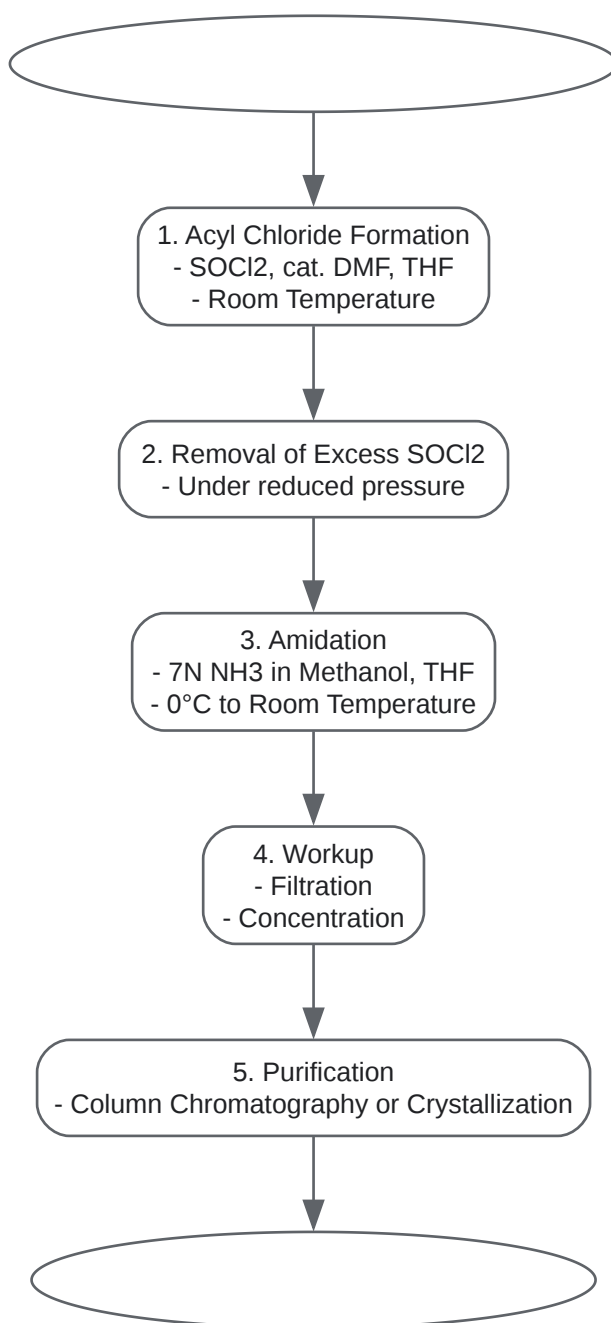 1. Acyl Chloride Formation
- SOCl2, cat. DMF, THF
- Room Temperature
2. Removal of Excess SOCl2
- Under reduced pressure
3. Amidation
- 7N NH3 in Methanol, THF
- 0°C to Room Temperature
4. Workup
- Filtration
- Concentration
5. Purification
- Column Chromatography or Crystallization